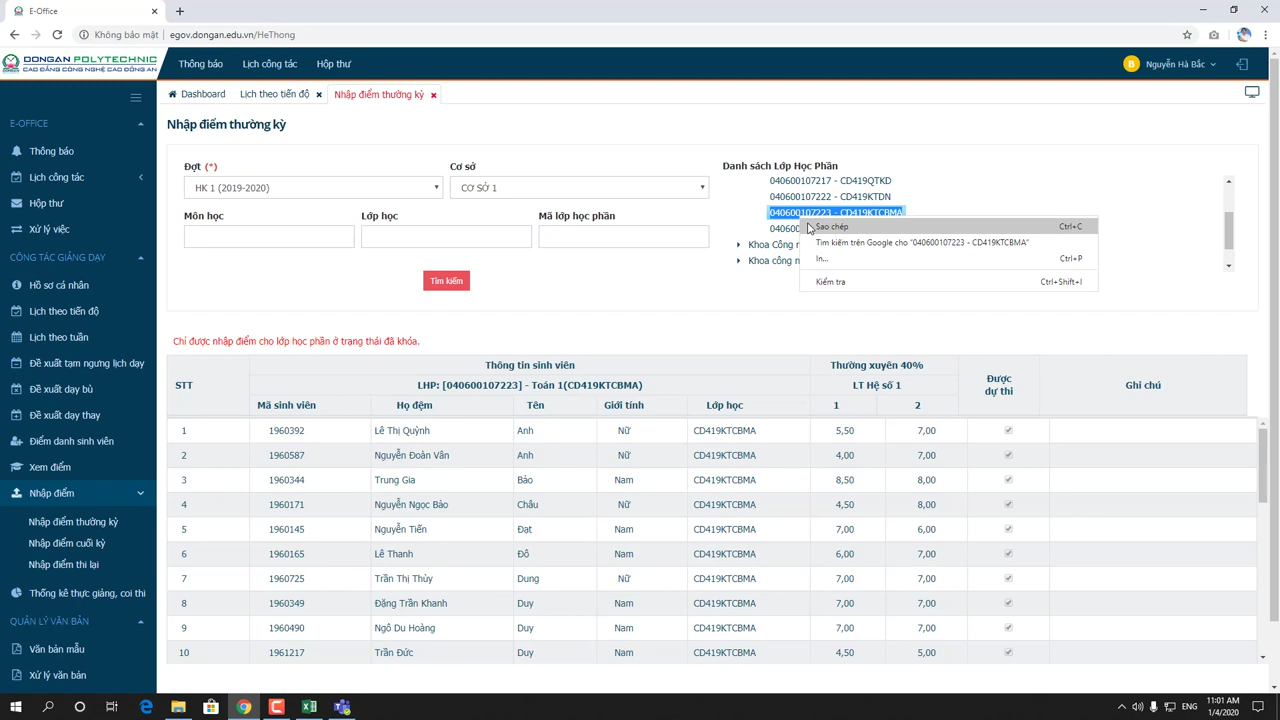 E-Office
Không bảo mật | egov.dongan.edu.vn/HeThong
DONGAN POLYTECHNIC
CAO ĐẲNG CÔNG NGHỆ CAO ĐỒNG AN
Thông báo Lịch công tác Hộp thư
B Nguyễn Hà Bắc
Dashboard Lịch theo tiến độ Nhập điểm thường kỳ
E-OFFICE
Thông báo
Lịch công tác
Hộp thư
Xử lý việc
CÔNG TÁC GIẢNG DẠY
Hồ sơ cá nhân
Lịch theo tiến độ
Lịch theo tuần
Đề xuất tạm ngưng lịch dạy
Đề xuất dạy bù
Đề xuất dạy thay
Điểm danh sinh viên
Xem điểm
Nhập điểm
Nhập điểm thường kỳ
Nhập điểm cuối kỳ
Nhập điểm thi lại
Thống kê thực giảng, coi thi
QUẢN LÝ VĂN BẢN
Văn bản mẫu
Xử lý văn bản
Nhập điểm thường kỳ
Đợt (*) Cơ sở
HK 1 (2019-2020) CƠ SỞ 1
Môn học Lớp học Mã lớp học phần
Tìm kiếm
Danh sách Lớp Học Phần
040600107217 - CD419QTKD
040600107222 - CD419KTDN
040600107223 - CD419KTCBMA
04060
Khoa Công n
Khoa công n
Sao chép Ctrl+C
Tìm kiếm trên Google cho "040600107223 - CD419KTCBMA"
In... Ctrl+P
Kiểm tra Ctrl+Shift+I
Chỉ được nhập điểm cho lớp học phần ở trạng thái đã khóa.
STT Thông tin sinh viên Thường xuyên 40% Được dự thi Ghi chú
LHP: [040600107223] - Toán 1(CD419KTCBMA) LT Hệ số 1
Mã sinh viên Họ đệm Tên Giới tính Lớp học 1 2
1 1960392 Lê Thị Quỳnh Anh Nữ CD419KTCBMA 5,50 7,00
2 1960587 Nguyễn Đoàn Vân Anh Nữ CD419KTCBMA 4,00 7,00
3 1960344 Trung Gia Bảo Nam CD419KTCBMA 8,50 8,00
4 1960171 Nguyễn Ngọc Bảo Châu Nữ CD419KTCBMA 4,50 8,00
5 1960145 Nguyễn Tiến Đạt Nam CD419KTCBMA 7,00 6,00
6 1960165 Lê Thanh Đô Nam CD419KTCBMA 6,00 7,00
7 1960725 Trần Thị Thùy Dung Nữ CD419KTCBMA 7,00 7,00
8 1960349 Đặng Trần Khanh Duy Nam CD419KTCBMA 7,00 7,00
9 1960490 Ngô Du Hoàng Duy Nam CD419KTCBMA 7,00 7,00
10 1961217 Trần Đức Duy Nam CD419KTCBMA 4,50 5,00
ENG 11:01 AM
1/4/2020